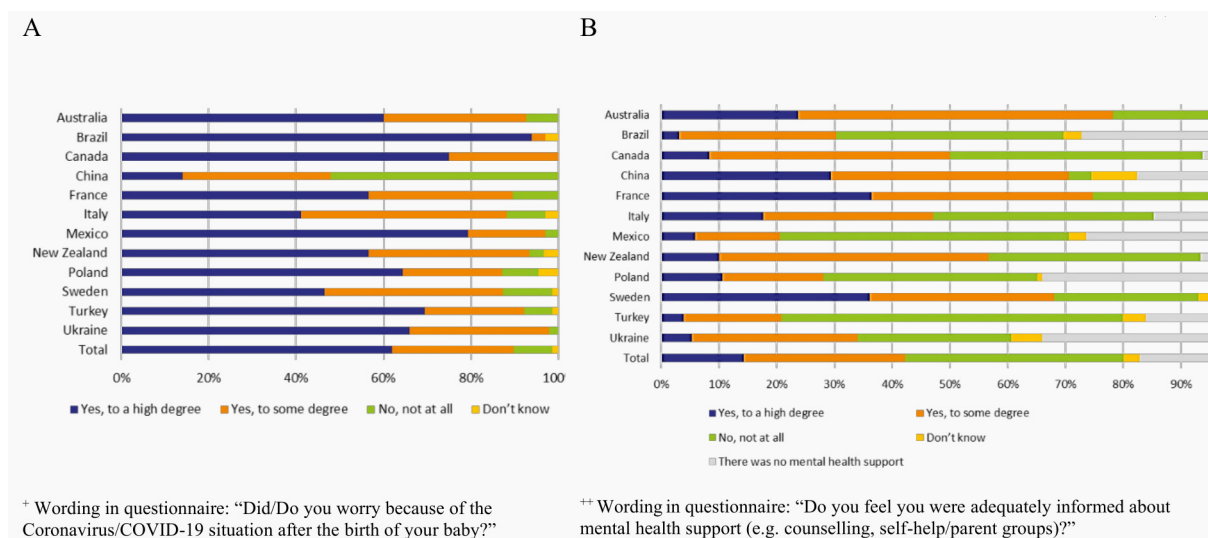 A
Australia
Brazil
Canada
China
France
Italy
Mexico
New Zealand
Poland
Sweden
Turkey
Ukraine
Total
0% 20% 40% 60% 80% 100
Yes, to a high degree Yes, to some degree No, not at all Don't know
+ Wording in questionnaire: “Did/Do you worry because of the
Coronavirus/COVID-19 situation after the birth of your baby?”
B
Australia
Brazil
Canada
China
France
Italy
Mexico
New Zealand
Poland
Sweden
Turkey
Ukraine
Total
0% 10% 20% 30% 40% 50% 60% 70% 80% 90%
Yes, to a high degree Yes, to some degree
No, not at all Don't know
There was no mental health support
++ Wording in questionnaire: “Do you feel you were adequately informed about
mental health support (e.g. counselling, self-help/parent groups)?”